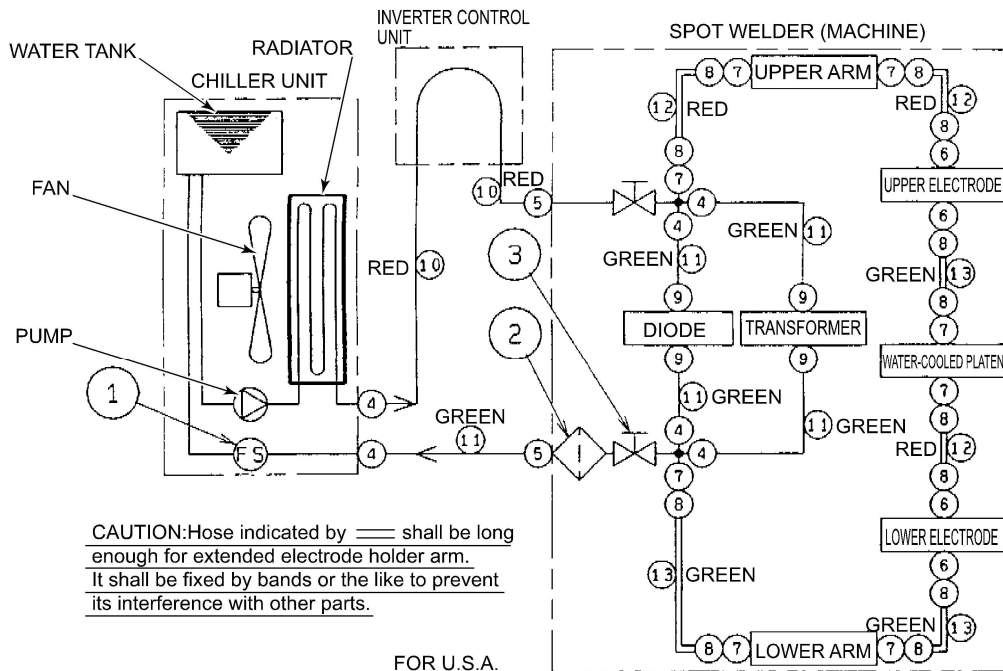 INVERTER CONTROL
UNIT
SPOT WELDER (MACHINE)
WATER TANK
RADIATOR
CHILLER UNIT
8 7 UPPER ARM 7 8
12 RED
RED 12
8
8
6
7
FAN
UPPER ELECTRODE
10 RED
5
4
4
6
GREEN 11
8
RED 10
3
GREEN 11
GREEN 13
9
9
8
2
7
DIODE
TRANSFORMER
PUMP
WATER-COOLED PLATEN
9
9
7
1
4
11 GREEN
8
GREEN
11
11 GREEN
4
RED 12
FS
4
5
4
8
7
6
8
LOWER ELECTRODE
CAUTION:Hose indicated by shall be long
enough for extended electrode holder arm.
It shall be fixed by bands or the like to prevent
its interference with other parts.
13 GREEN
6
8
GREEN 13
8 7 LOWER ARM 7 8
FOR U.S.A.